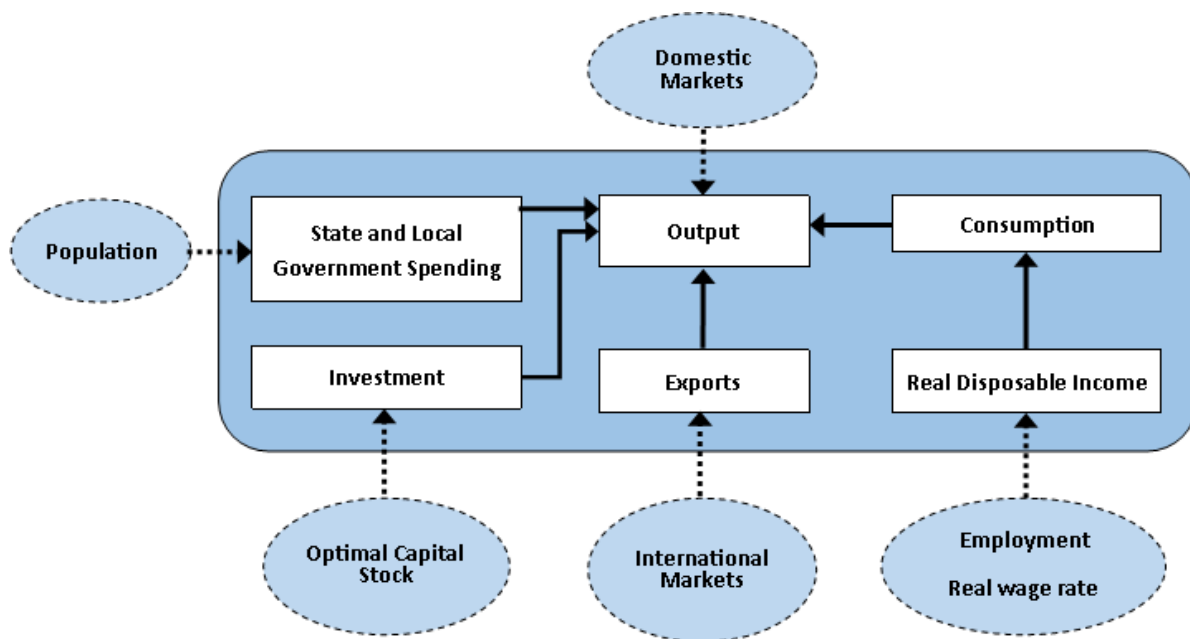 Domestic
Markets
Population
State and Local
Government Spending
Output
Consumption
Investment
Exports
Real Disposable Income
Optimal Capital
Stock
International
Markets
Employment
Real wage rate